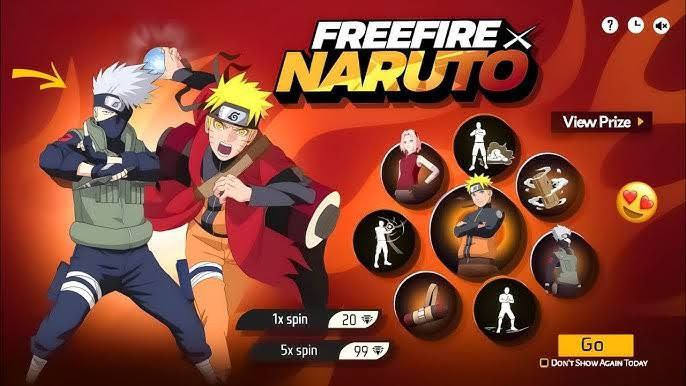 FREEFIRE X
NARUTO
?
View Prize
1x spin 20
5x spin 99
Go
DON'T SHOW AGAIN TODAY